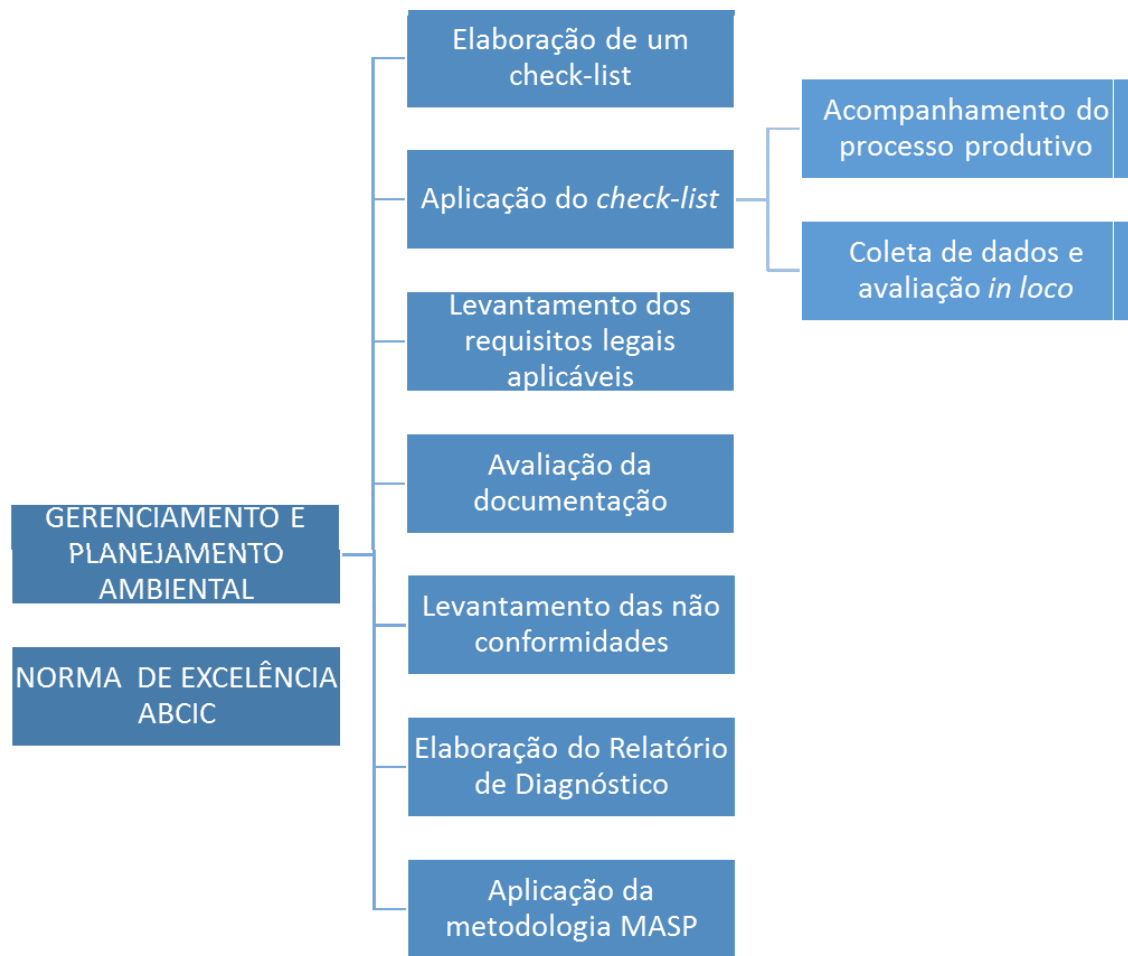 Elaboração de um
check-list
Aplicação do check-list
Acompanhamento do
processo produtivo
Coleta de dados e
avaliação in loco
Levantamento dos
requisitos legais
aplicáveis
Avaliação da
documentação
GERENCIAMENTO E
PLANEJAMENTO
AMBIENTAL
Levantamento das não
conformidades
NORMA DE EXCELÊNCIA
ABCIC
Elaboração do Relatório
de Diagnóstico
Aplicação da
metodologia MASP